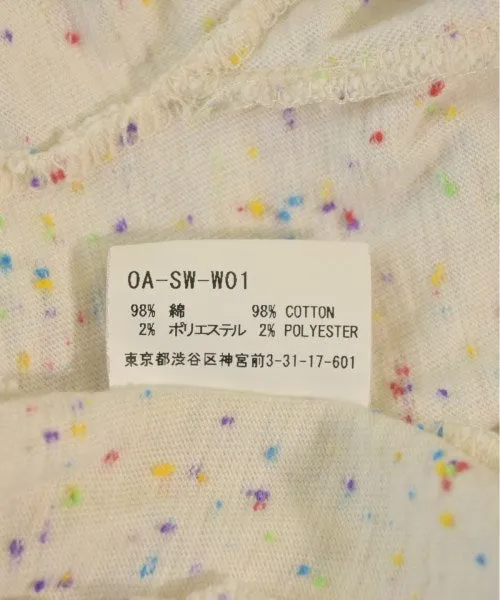 OA-SW-W01
98% 綿 98% COTTON
2% ポリエステル 2% POLYESTER
東京都渋谷区神宮前3-31-17-601